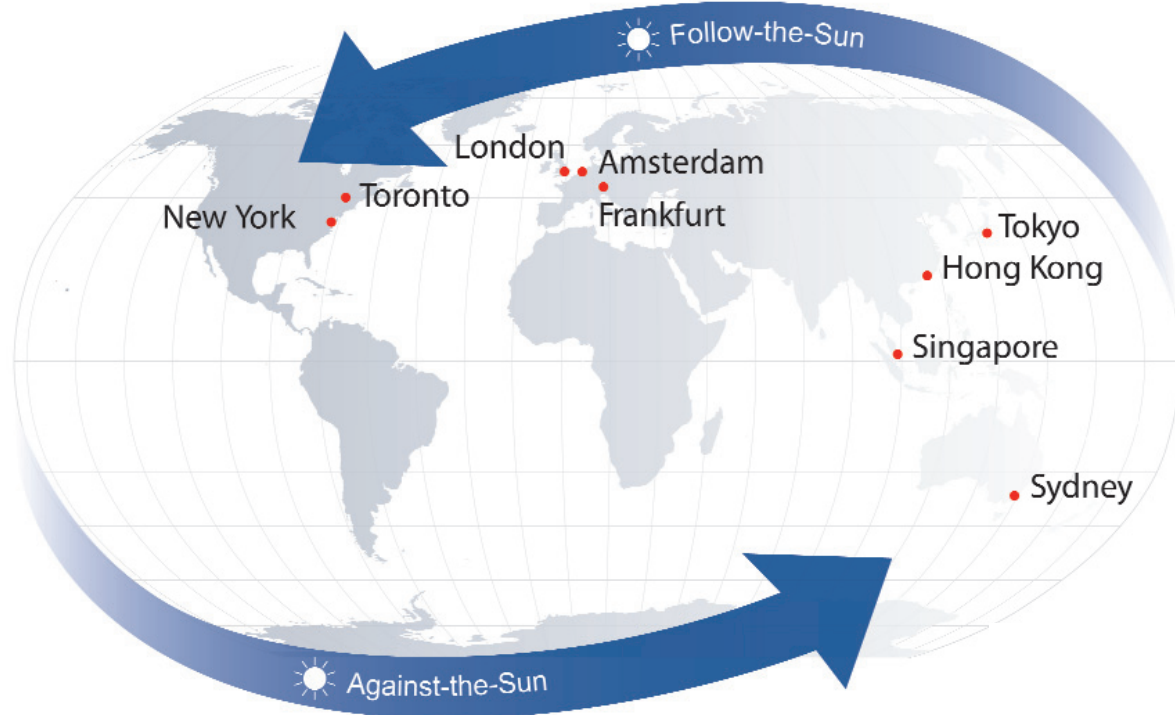 Follow-the-Sun
London
Amsterdam
Toronto
New York
Frankfurt
Tokyo
Hong Kong
Singapore
Sydney
Against-the-Sun